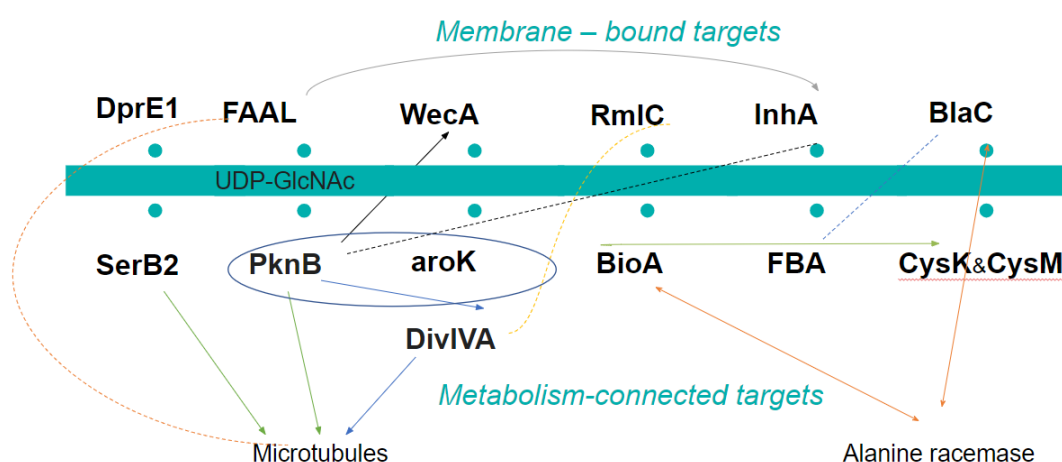 Membrane – bound targets
DprE1 FAAL WecA RmlC InhA BlaC
UDP-GlcNAc
SerB2 PknB aroK BioA FBA CysK&CysM
DivIVA
Metabolism-connected targets
Microtubules Alanine racemase